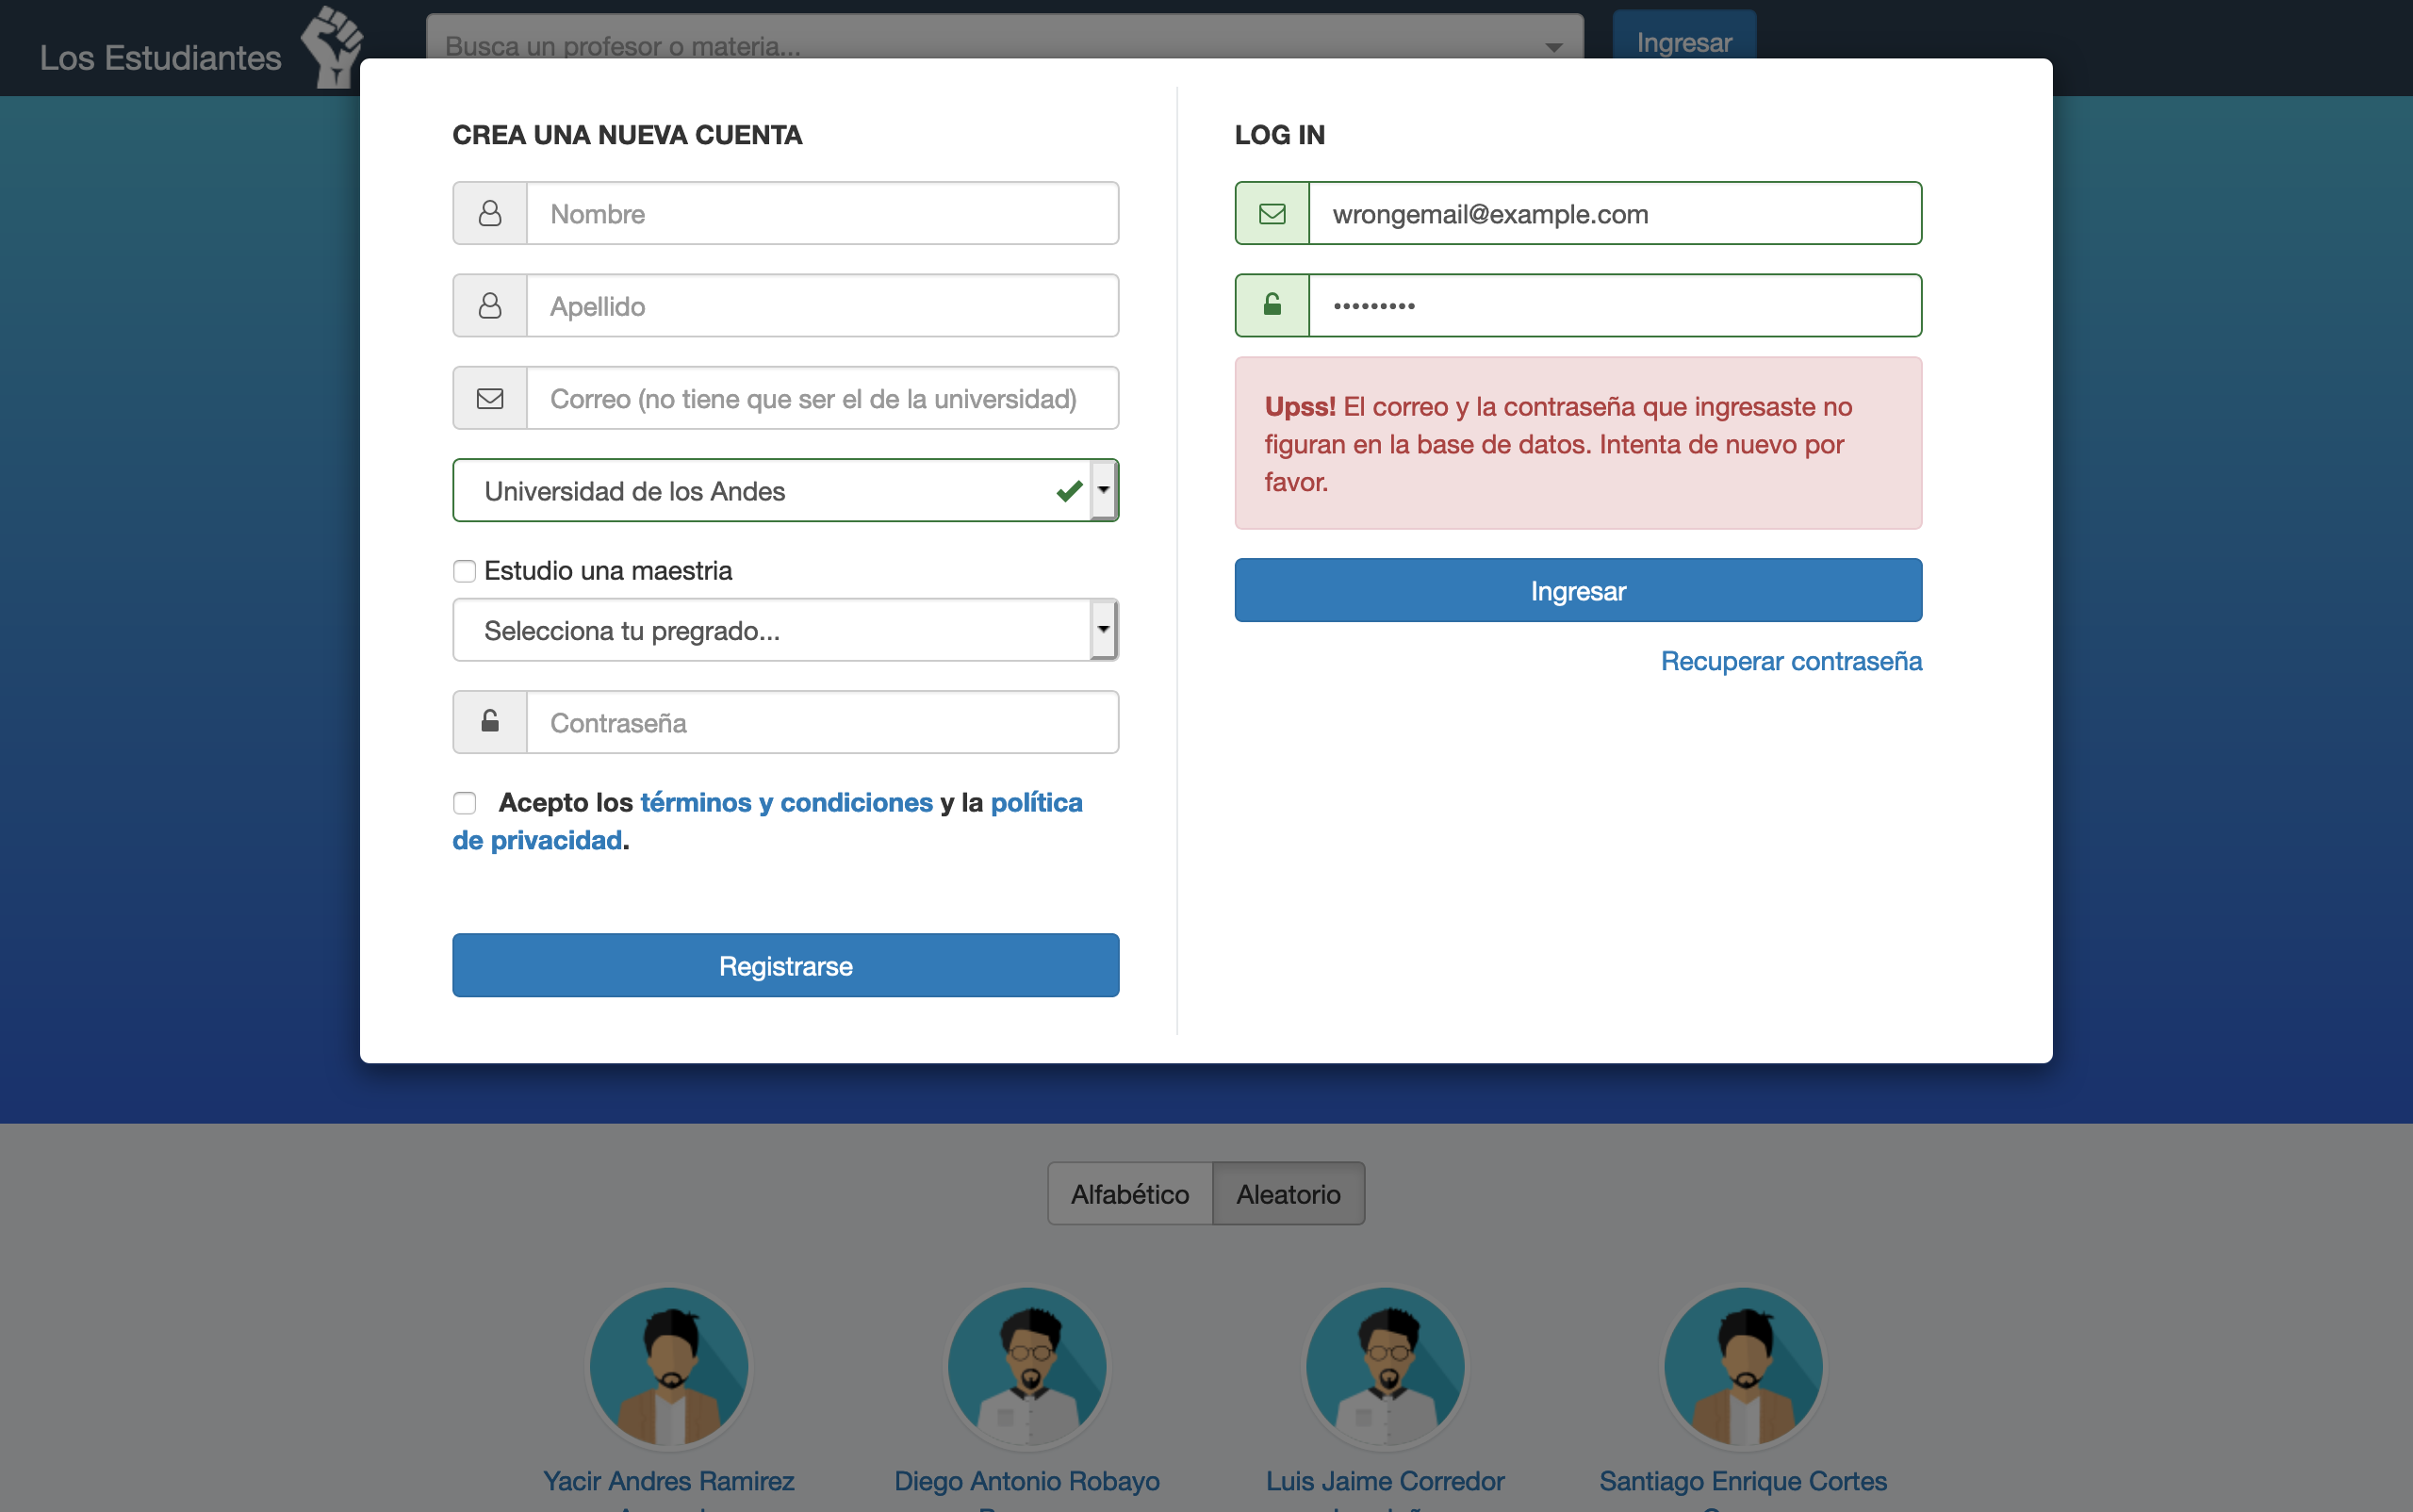 Los Estudiantes
Busca un profesor o materia...
Ingresar
CREA UNA NUEVA CUENTA
Nombre
Apellido
Correo (no tiene que ser el de la universidad)
Universidad de los Andes
Estudio una maestria
Selecciona tu pregrado...
Contraseña
Acepto los términos y condiciones y la política
de privacidad.
Registrarse
LOG IN
wrongemail@example.com
•••••••••
Upss! El correo y la contraseña que ingresaste no
figuran en la base de datos. Intenta de nuevo por
favor.
Ingresar
Recuperar contraseña
Alfabético
Aleatorio
Yacir Andres Ramirez
Diego Antonio Robayo
Luis Jaime Corredor
Santiago Enrique Cortes